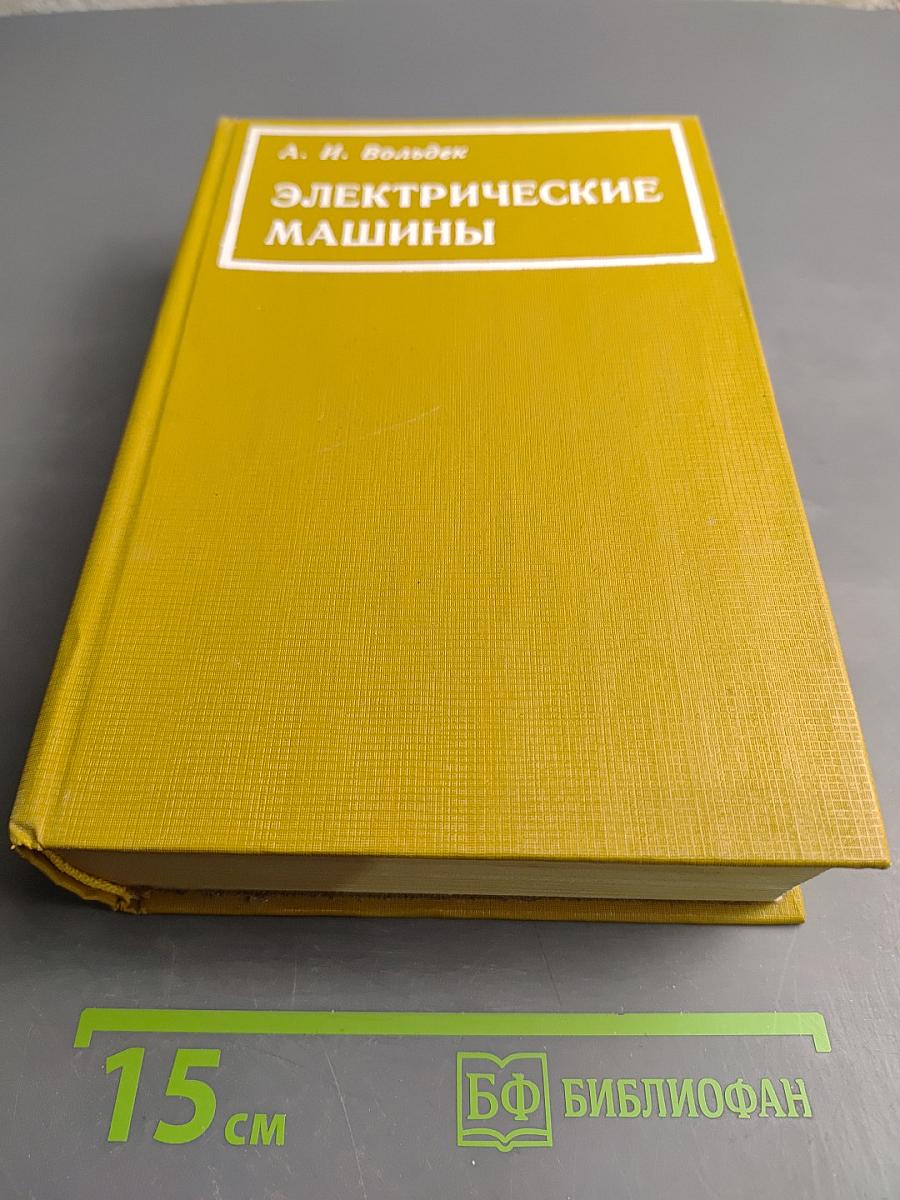 А. И. Вольдек
ЭЛЕКТРИЧЕСКИЕ
МАШИНЫ
15 см
БФ БИБЛИОФАН